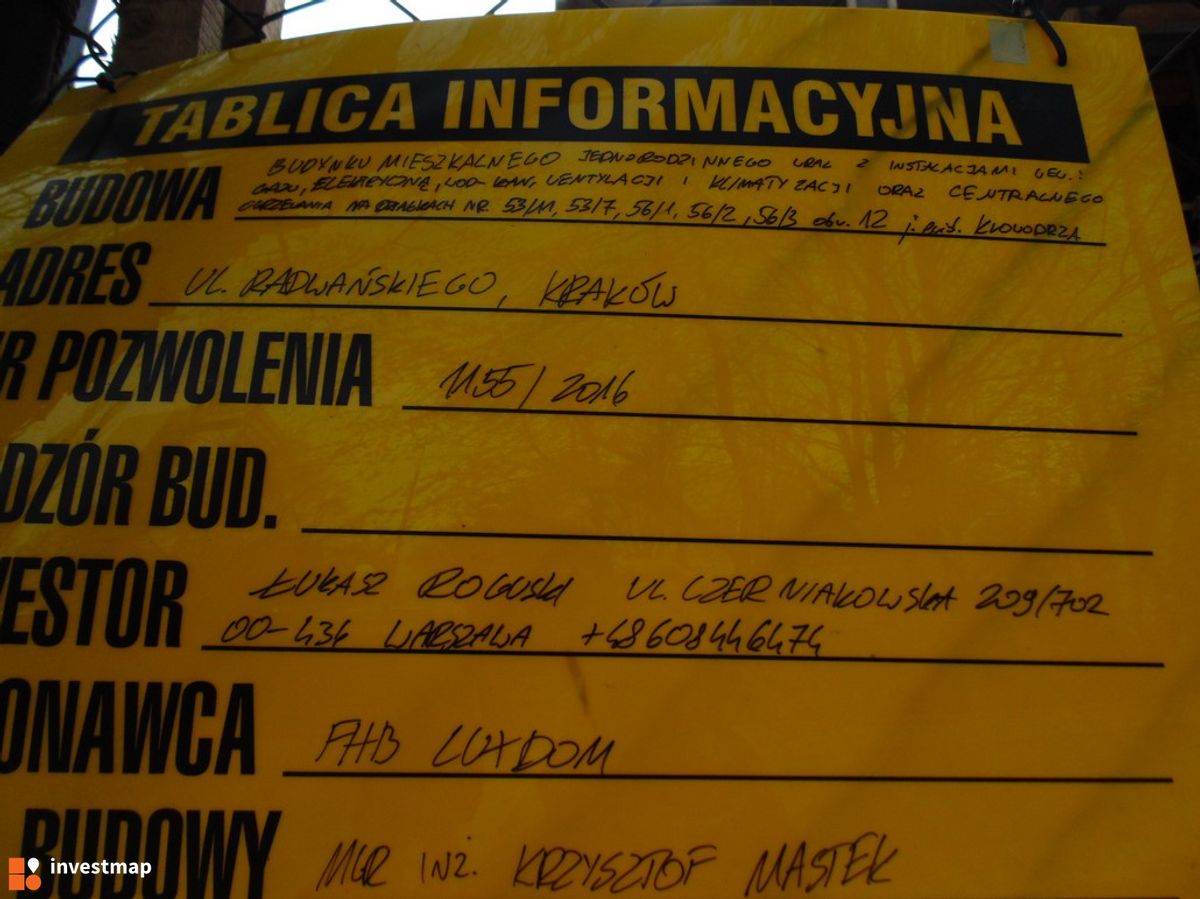 TABLICA INFORMACYJNA
BUDOWA BUDYNKU MIESZKALNEGO JEDNORODZINNEGO WRAZ Z INSTALACJAMI WEW.:
GAZU, ELEKTRYCZNĄ, WOD-KAN, WENTYLACJI I KLIMATYZACJI ORAZ CENTRALNEGO
OGRZEWANIA NA DZIAŁKACH NR 53/11, 53/7, 56/1, 56/2, 56/3 obr. 12 j. KROWODRZA
ADRES UL. RADWAŃSKIEGO, KRAKÓW
R POZWOLENIA 1155/2016
DZÓR BUD.
ESTOR ŁUKASZ ROGUSKI UL. CZERNIAKOWSKA 209/702
00-434 WARSZAWA +48608446474
ONAWCA FHB LUXDOM
BUDOWY MGR INŻ. KRZYSZTOF MASTEK
investmap